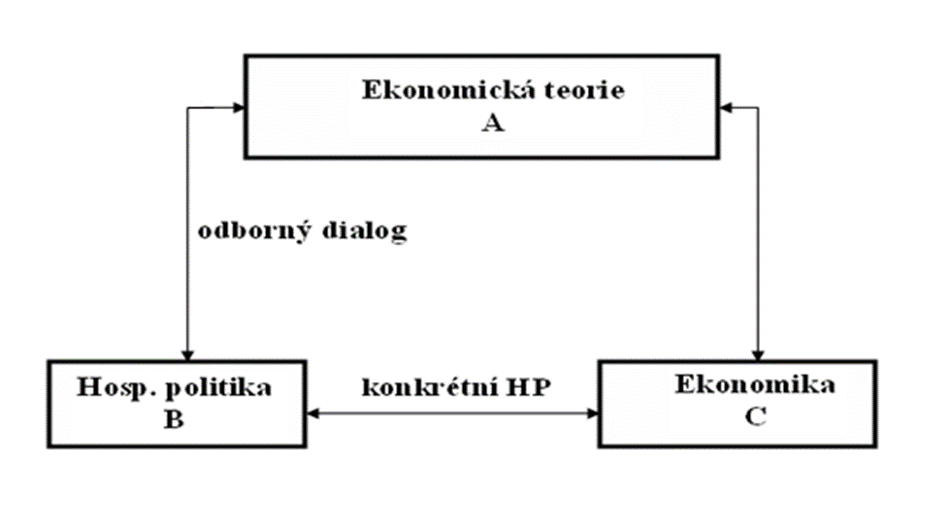 Ekonomická teorie
A
odborný dialog
Hosp. politika
B
konkrétní HP
Ekonomika
C